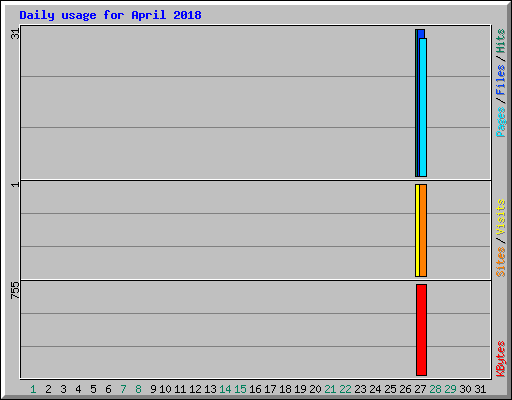 Daily usage for April 2018
31
Pages/Files/Hits
1
Sites/Visits
755
KBytes
1 2 3 4 5 6 7 8 9 10 11 12 13 14 15 16 17 18 19 20 21 22 23 24 25 26 27 28 29 30 31